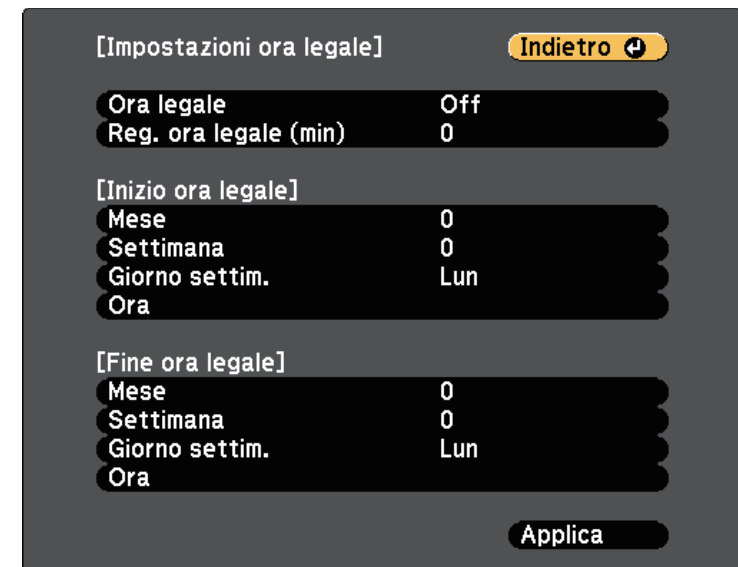 [Impostazioni ora legale] Indietro
Ora legale Off
Reg. ora legale (min) 0
[Inizio ora legale]
Mese 0
Settimana 0
Giorno settim. Lun
Ora
[Fine ora legale]
Mese 0
Settimana 0
Giorno settim. Lun
Ora
Applica